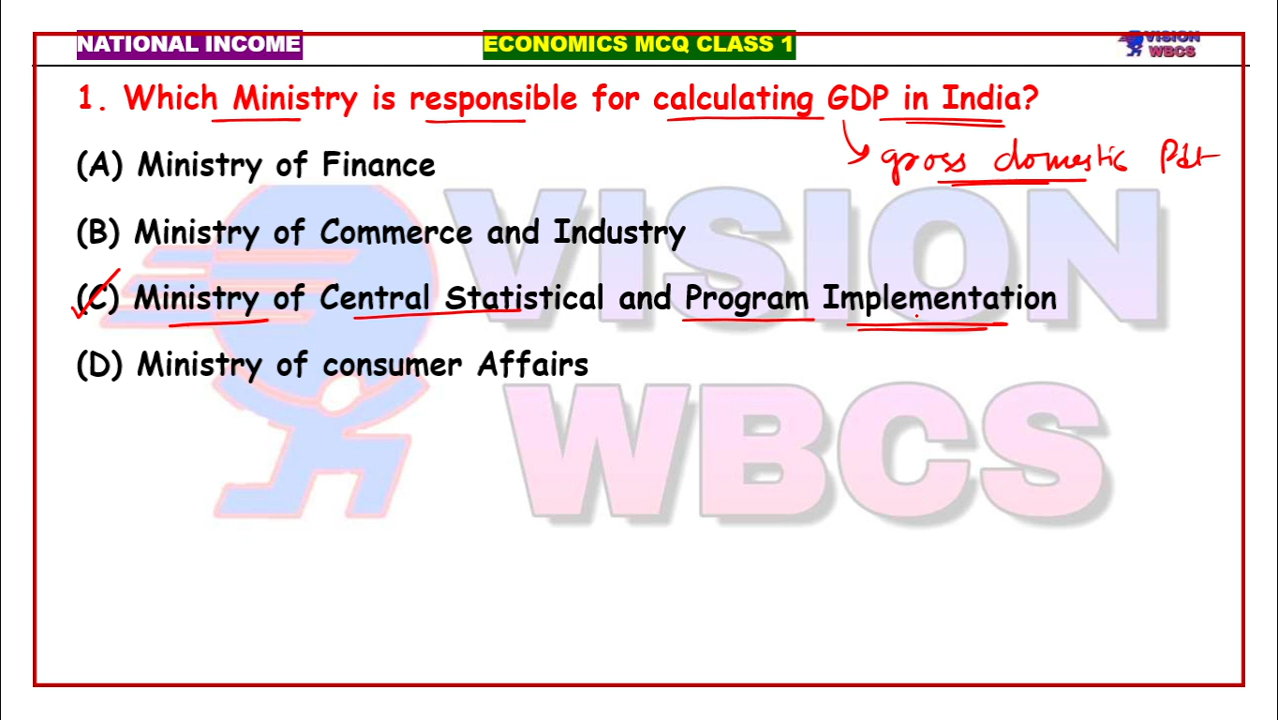 NATIONAL INCOME
ECONOMICS MCQ CLASS 1
VISION
WBCS
1. Which Ministry is responsible for calculating GDP in India?
gross domestic Pdt
(A) Ministry of Finance
(B) Ministry of Commerce and Industry
(C) Ministry of Central Statistical and Program Implementation
(D) Ministry of consumer Affairs
VISION
WBCS